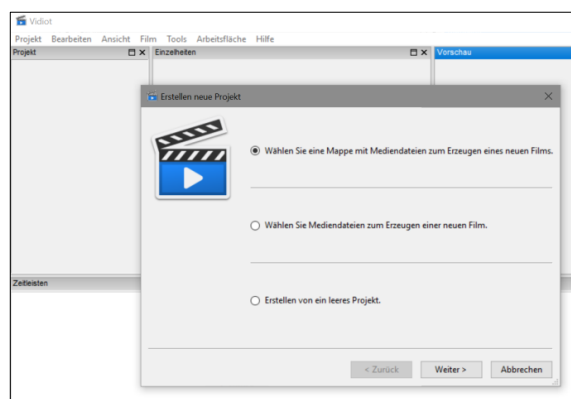 Vidiot
Projekt Bearbeiten Ansicht Film Tools Arbeitsfläche Hilfe
Projekt Einzelheiten Vorschau
Erstellen neue Projekt
Wählen Sie eine Mappe mit Mediendateien zum Erzeugen eines neuen Films.
Wählen Sie Mediendateien zum Erzeugen einer neuen Film.
Zeitleisten
Erstellen von ein leeres Projekt.
< Zurück Weiter > Abbrechen